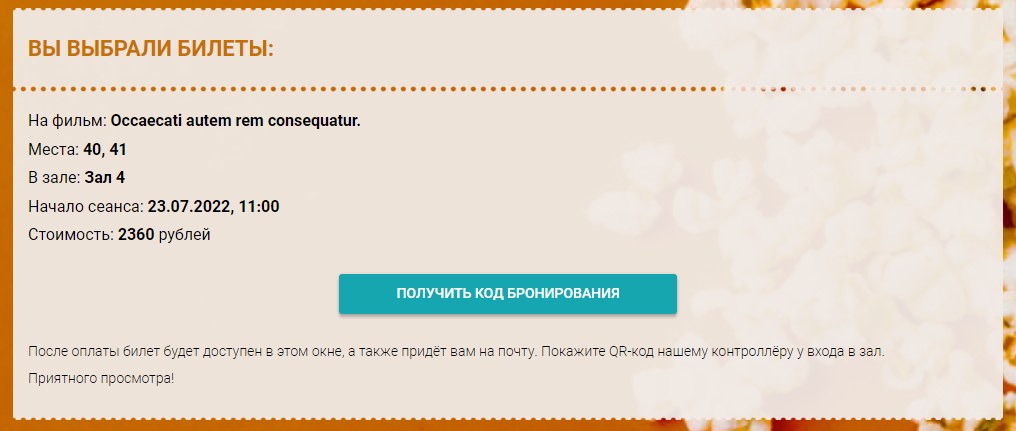 ВЫ ВЫБРАЛИ БИЛЕТЫ:
На фильм: Occaecati autem rem consequatur.
Места: 40, 41
В зале: Зал 4
Начало сеанса: 23.07.2022, 11:00
Стоимость: 2360 рублей
ПОЛУЧИТЬ КОД БРОНИРОВАНИЯ
После оплаты билет будет доступен в этом окне, а также придёт вам на почту. Покажите QR-код нашему контроллёру у входа в зал.
Приятного просмотра!